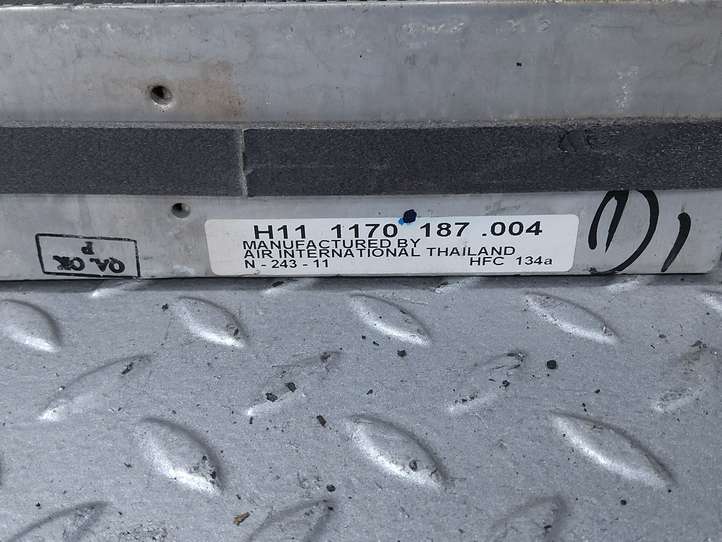 H11 1170 187 .004
MANUFACTURED BY
AIR INTERNATIONAL THAILAND
N - 243 - 11 HFC 134a
QA. OK
P